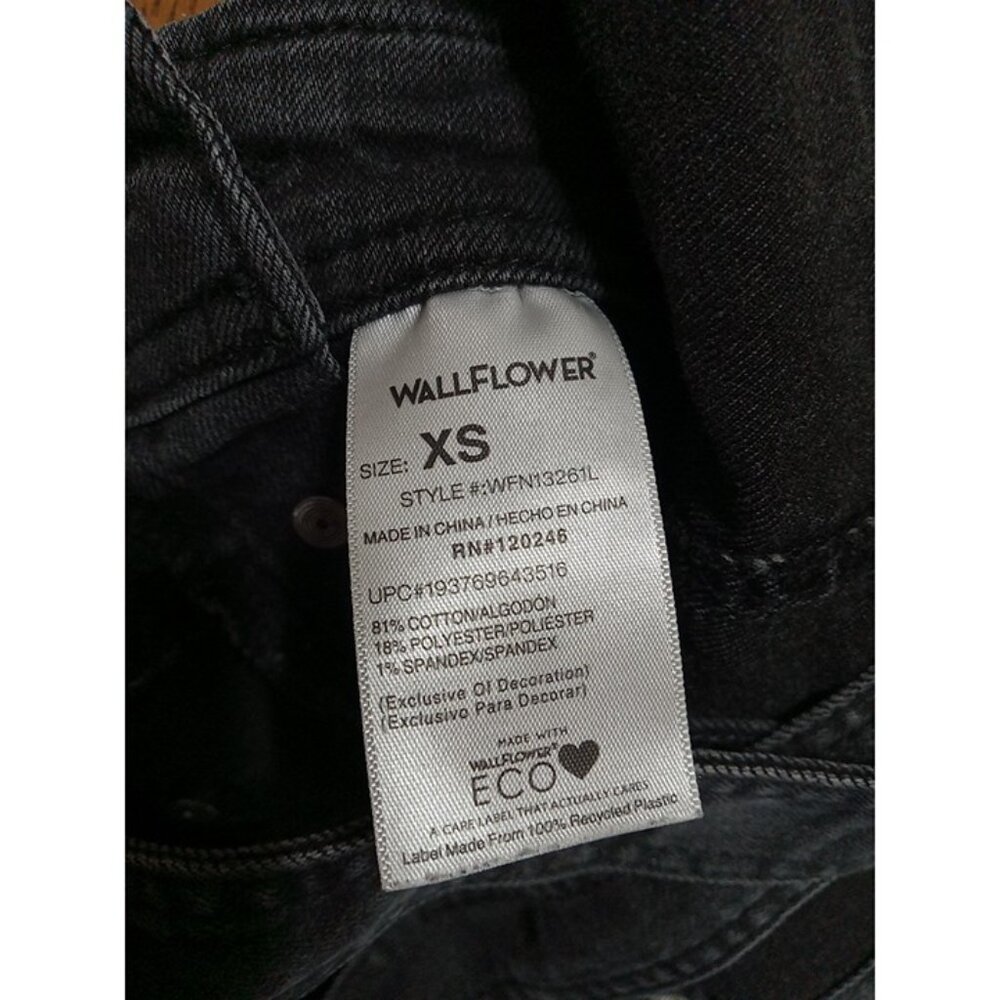 WALLFLOWER®
SIZE: XS
STYLE #:WFN13261L
MADE IN CHINA / HECHO EN CHINA
RN#120246
UPC#193769643516
81% COTTON/ALGODON
18% POLYESTER/POLIÉSTER
1% SPANDEX/SPANDEX
(Exclusive Of Decoration)
(Exclusivo Para Decorar)
MADE WITH
WALLFLOWER®
ECO
A CARE LABEL THAT ACTUALLY CARES
Label Made From 100% Recycled Plastic